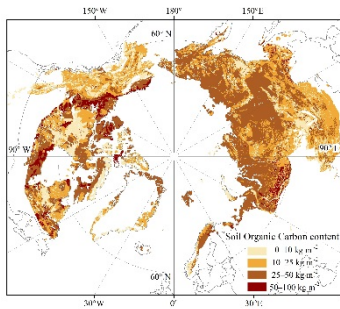 150°W
180°
150°E
60°N
90°W
90°E
Soil Organic Carbon content
0–10 kg m⁻²
10–25 kg m⁻²
25–50 kg m⁻²
50–100 kg m⁻²
60°N
30°W
0°
30°E